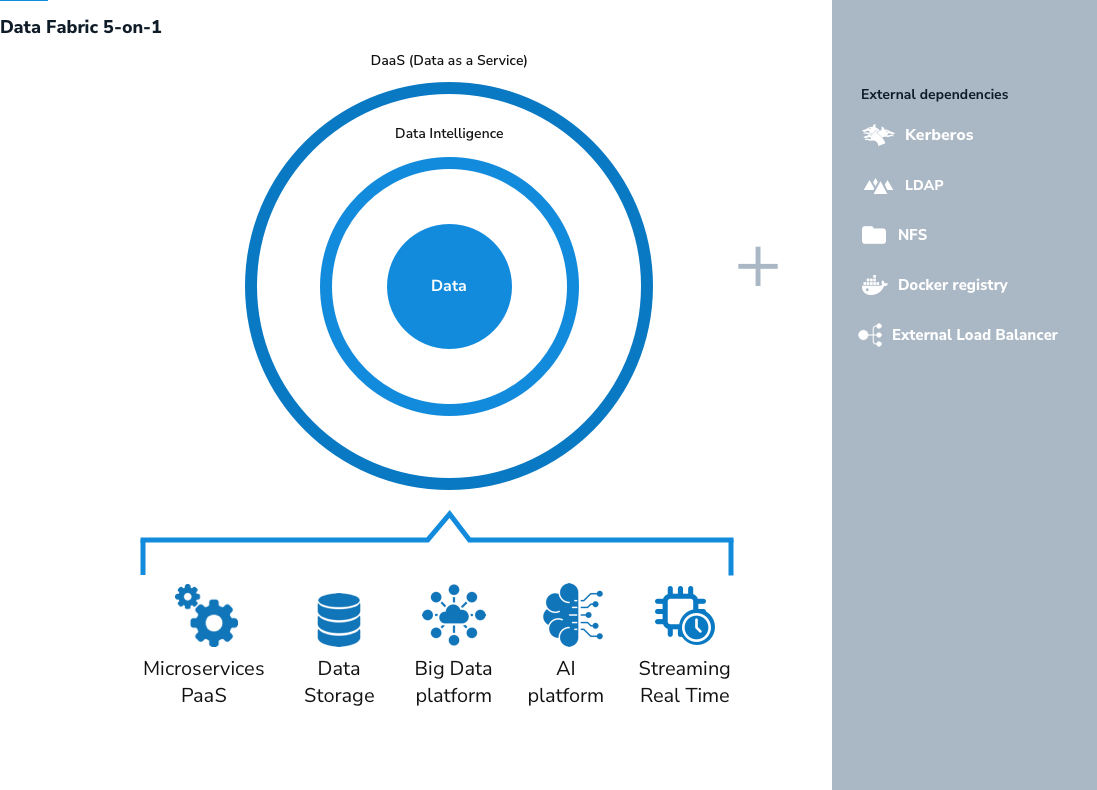 Data Fabric 5-on-1
DaaS (Data as a Service)
Data Intelligence
Data
External dependencies
Kerberos
LDAP
NFS
Docker registry
External Load Balancer
Microservices
PaaS
Data
Storage
Big Data
platform
AI
platform
Streaming
Real Time